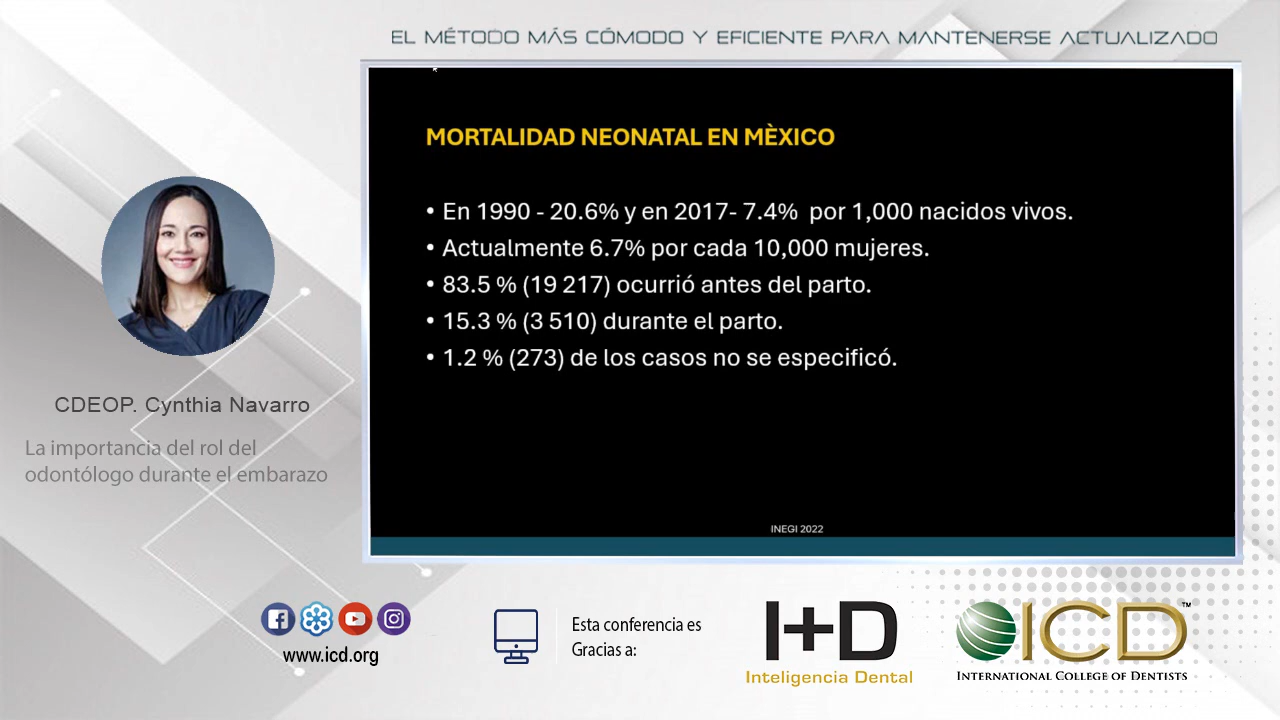 EL MÉTODO MÁS CÓMODO Y EFICIENTE PARA MANTENERSE ACTUALIZADO
MORTALIDAD NEONATAL EN MÈXICO
• En 1990 - 20.6% y en 2017- 7.4%  por 1,000 nacidos vivos.
• Actualmente 6.7% por cada 10,000 mujeres.
• 83.5 % (19 217) ocurrió antes del parto.
• 15.3 % (3 510) durante el parto.
• 1.2 % (273) de los casos no se especificó.
INEGI 2022
CDEOP. Cynthia Navarro
La importancia del rol del
odontólogo durante el embarazo
www.icd.org
Esta conferencia es
Gracias a:
I+D
Inteligencia Dental
ICD™
INTERNATIONAL COLLEGE OF DENTISTS